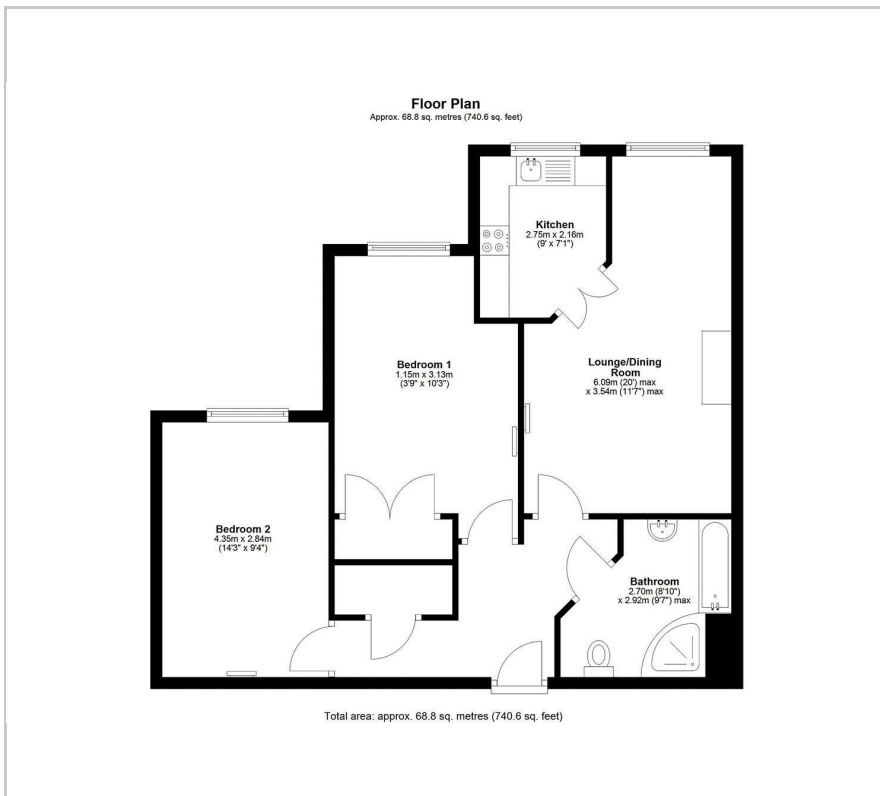 Floor Plan
Approx. 68.8 sq. metres (740.6 sq. feet)
Kitchen
2.75m x 2.16m
(9' x 7'1")
Bedroom 1
1.15m x 3.13m
(3'9" x 10'3")
Lounge/Dining
Room
6.09m (20') max
x 3.54m (11'7") max
Bedroom 2
4.35m x 2.84m
(14'3" x 9'4")
Bathroom
2.70m (8'10")
x 2.92m (9'7") max
Total area: approx. 68.8 sq. metres (740.6 sq. feet)